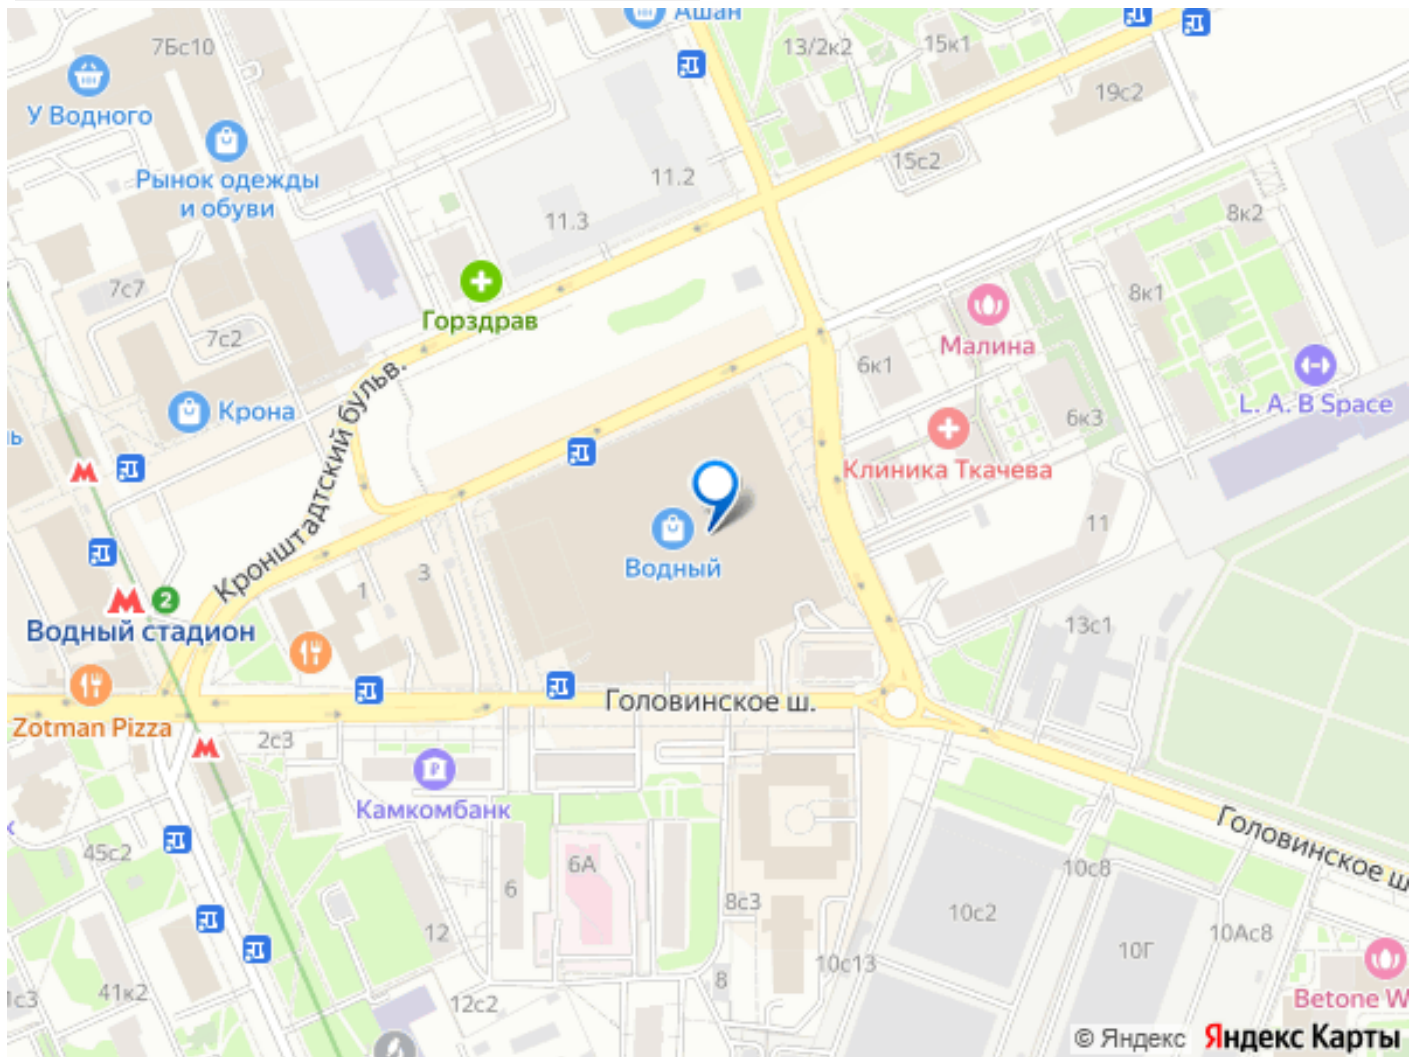 Ашан
7Бс10
13/2к2
15к1
У Водного
19с2
Рынок одежды
и обуви
15с2
11.2
11.3
8к2
7с7
8к1
Горздрав
7с2
Малина
6к1
Крона
L. A. B Space
6к3
Кронштадтский бульв.
ь
Клиника Ткачева
11
Водный
3
1
2
Водный стадион
13с1
Головинское ш.
Zotman Pizza
2с3
Камкомбанк
Головинское ш
45с2
6А
10с8
6
8с3
10с2
12
10Г
10Ас8
10с13
8
41к2
1с3
12с2
Betone W
© Яндекс
Яндекс Карты